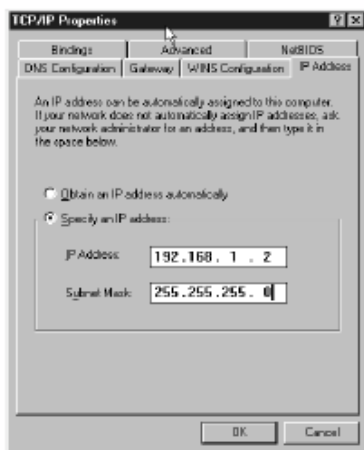 TCP/IP Properties
Bindings Advanced NetBIOS
DNS Configuration Gateway WINS Configuration IP Address
An IP address can be automatically assigned to this computer.
If your network does not automatically assign IP addresses, ask
your network administrator for an address, and then type it in
the space below.
Obtain an IP address automatically
Specify an IP address:
IP Address: 192.168. 1 . 2
Subnet Mask: 255.255.255. 0
OK Cancel